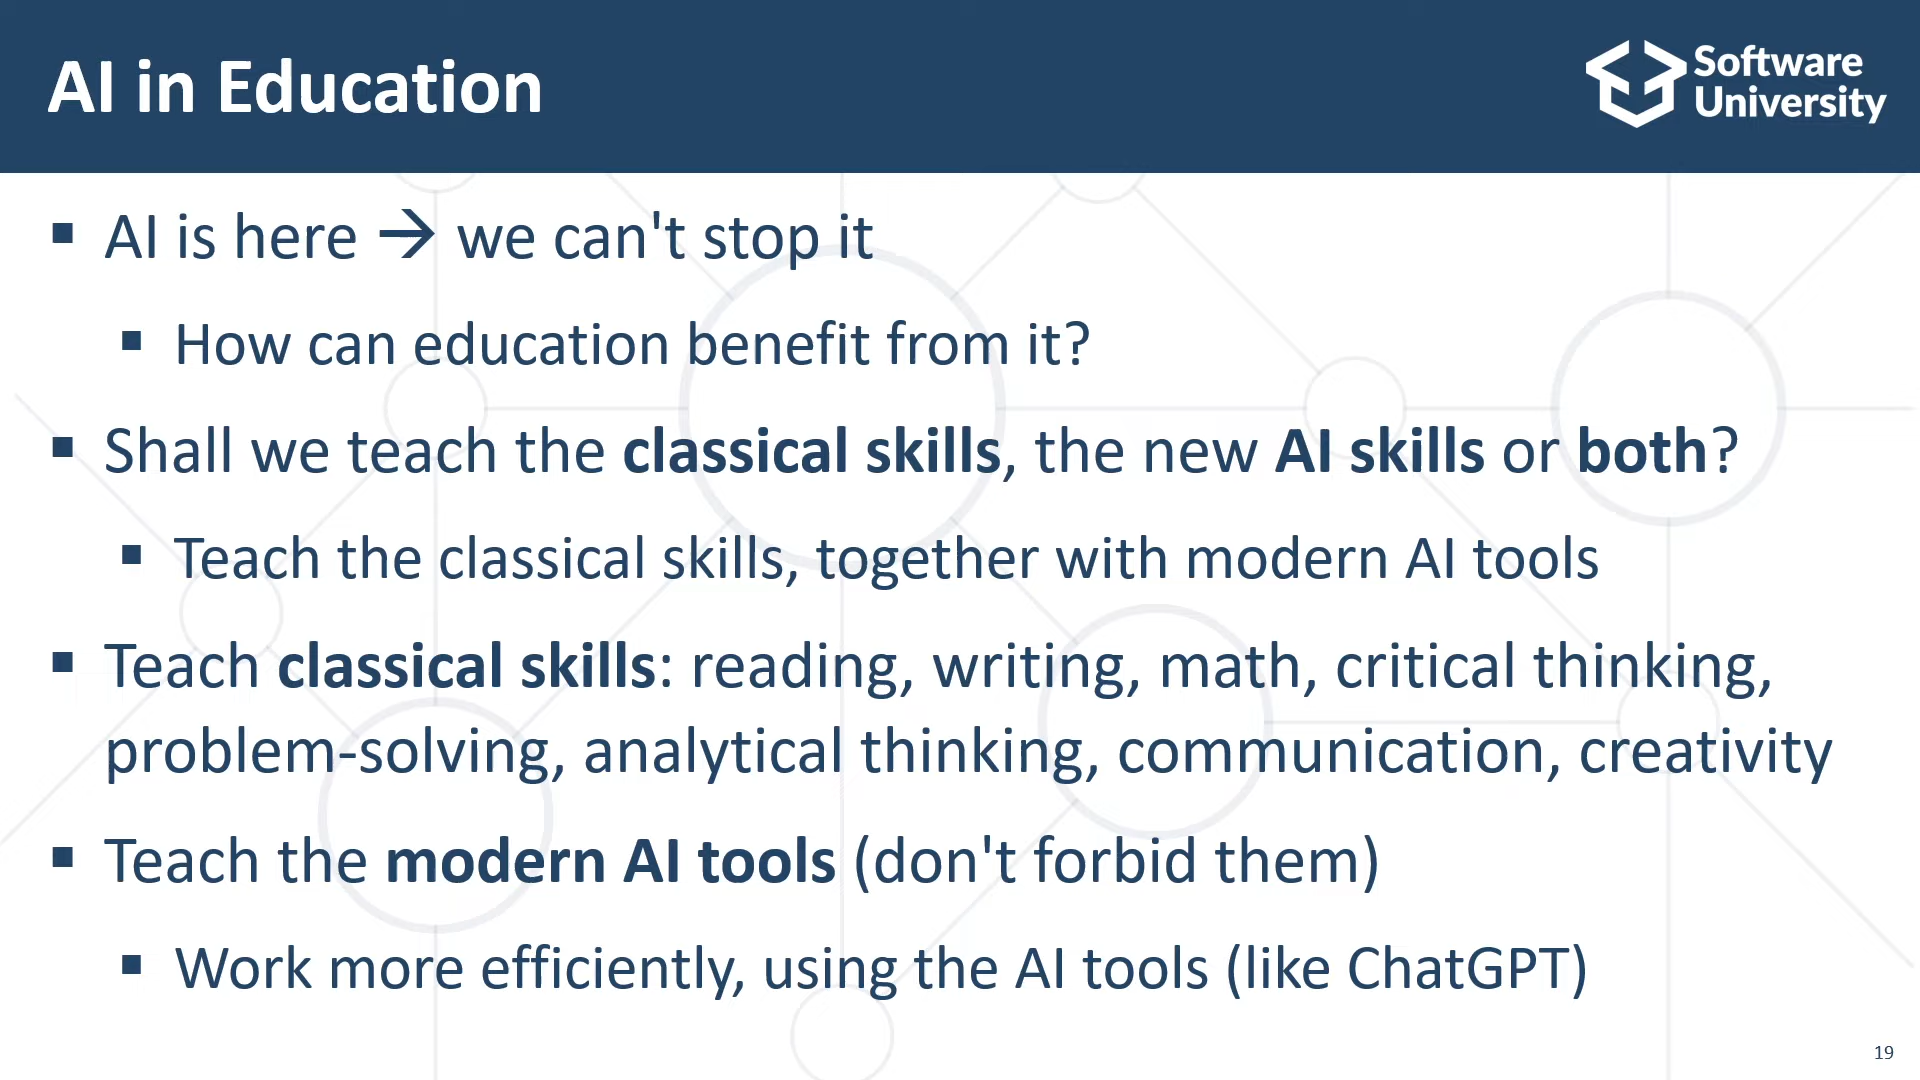 AI in Education
Software
University
▪ AI is here → we can't stop it
▪ How can education benefit from it?
▪ Shall we teach the classical skills, the new AI skills or both?
▪ Teach the classical skills, together with modern AI tools
▪ Teach classical skills: reading, writing, math, critical thinking,
problem-solving, analytical thinking, communication, creativity
▪ Teach the modern AI tools (don't forbid them)
▪ Work more efficiently, using the AI tools (like ChatGPT)
19